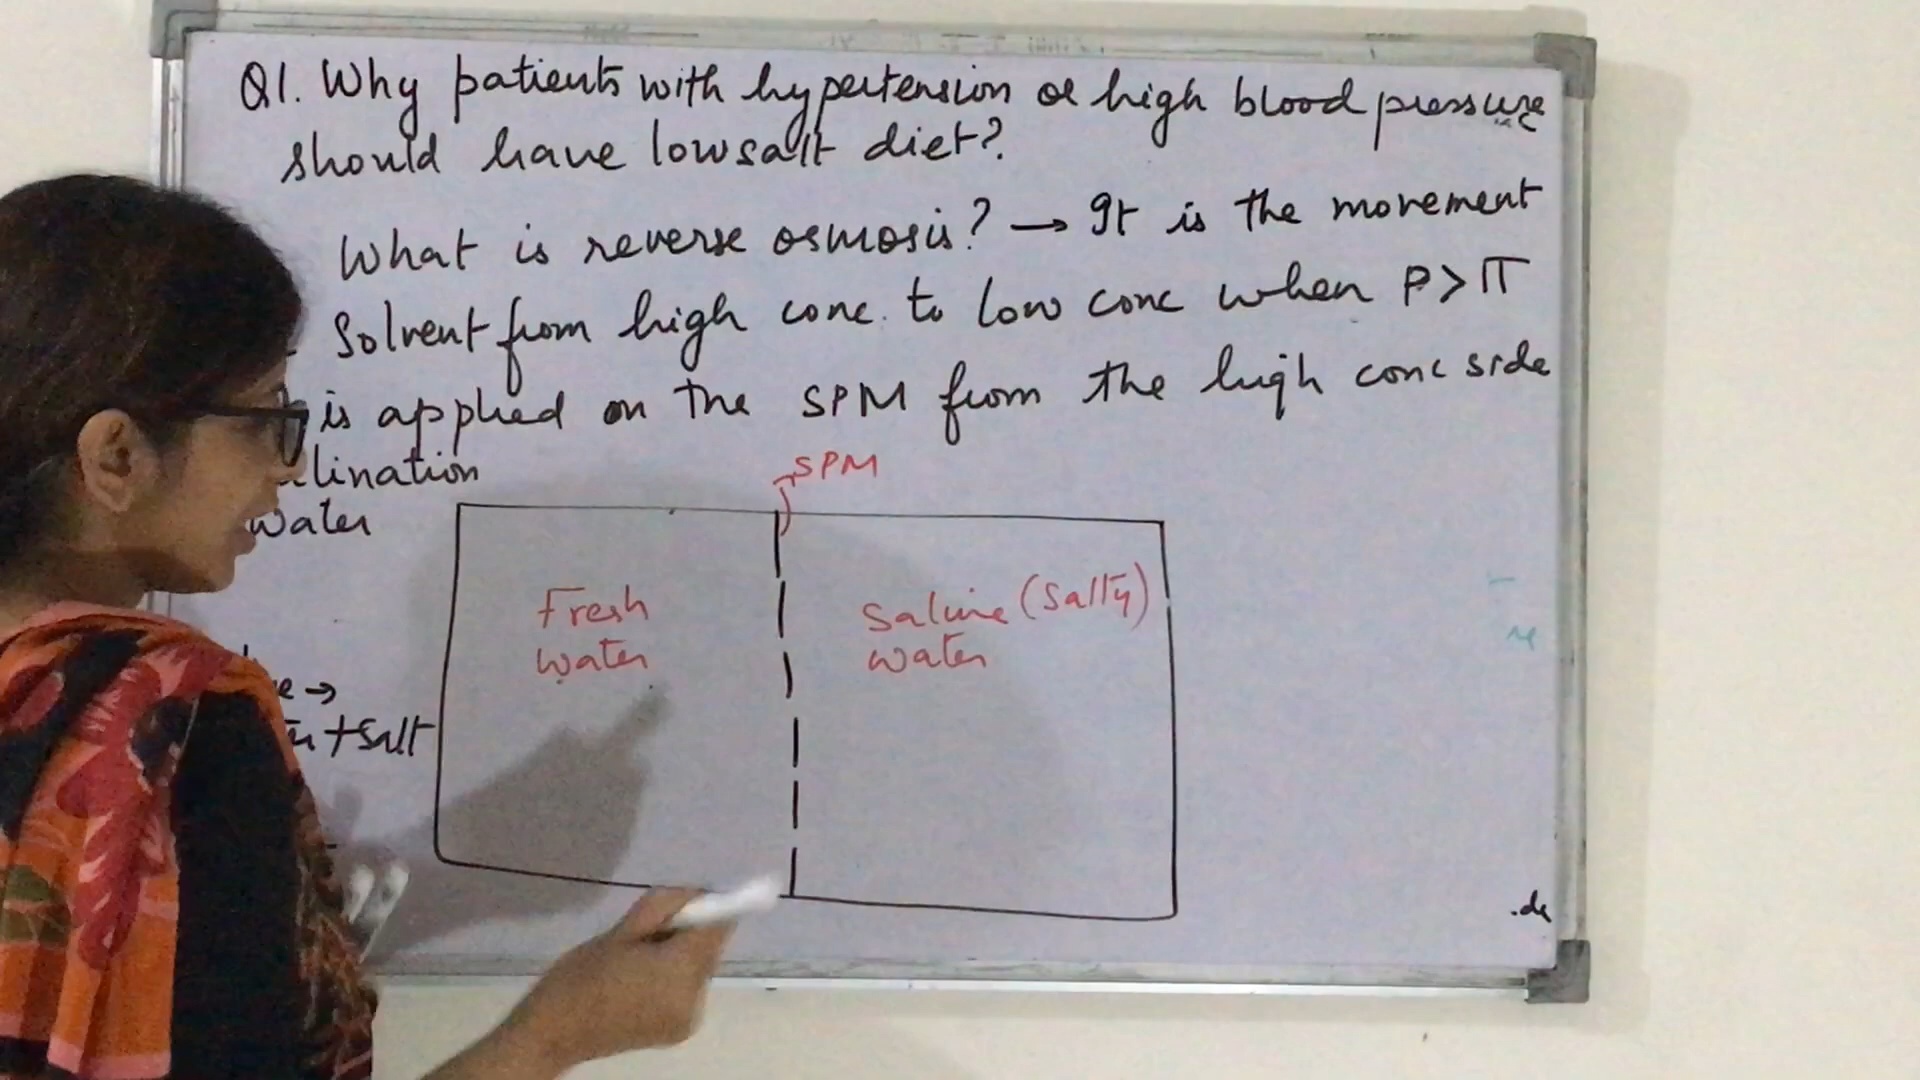 Q1. Why patients with hypertension or high blood pressure
should have low salt diet?
What is reverse osmosis? → It is the movement
Solvent from high conc. to low conc when P > π
is applied on the SPM from the high conc side
lination
water
SPM
Fresh
water
Saline (Salty)
water
e →
+ salt